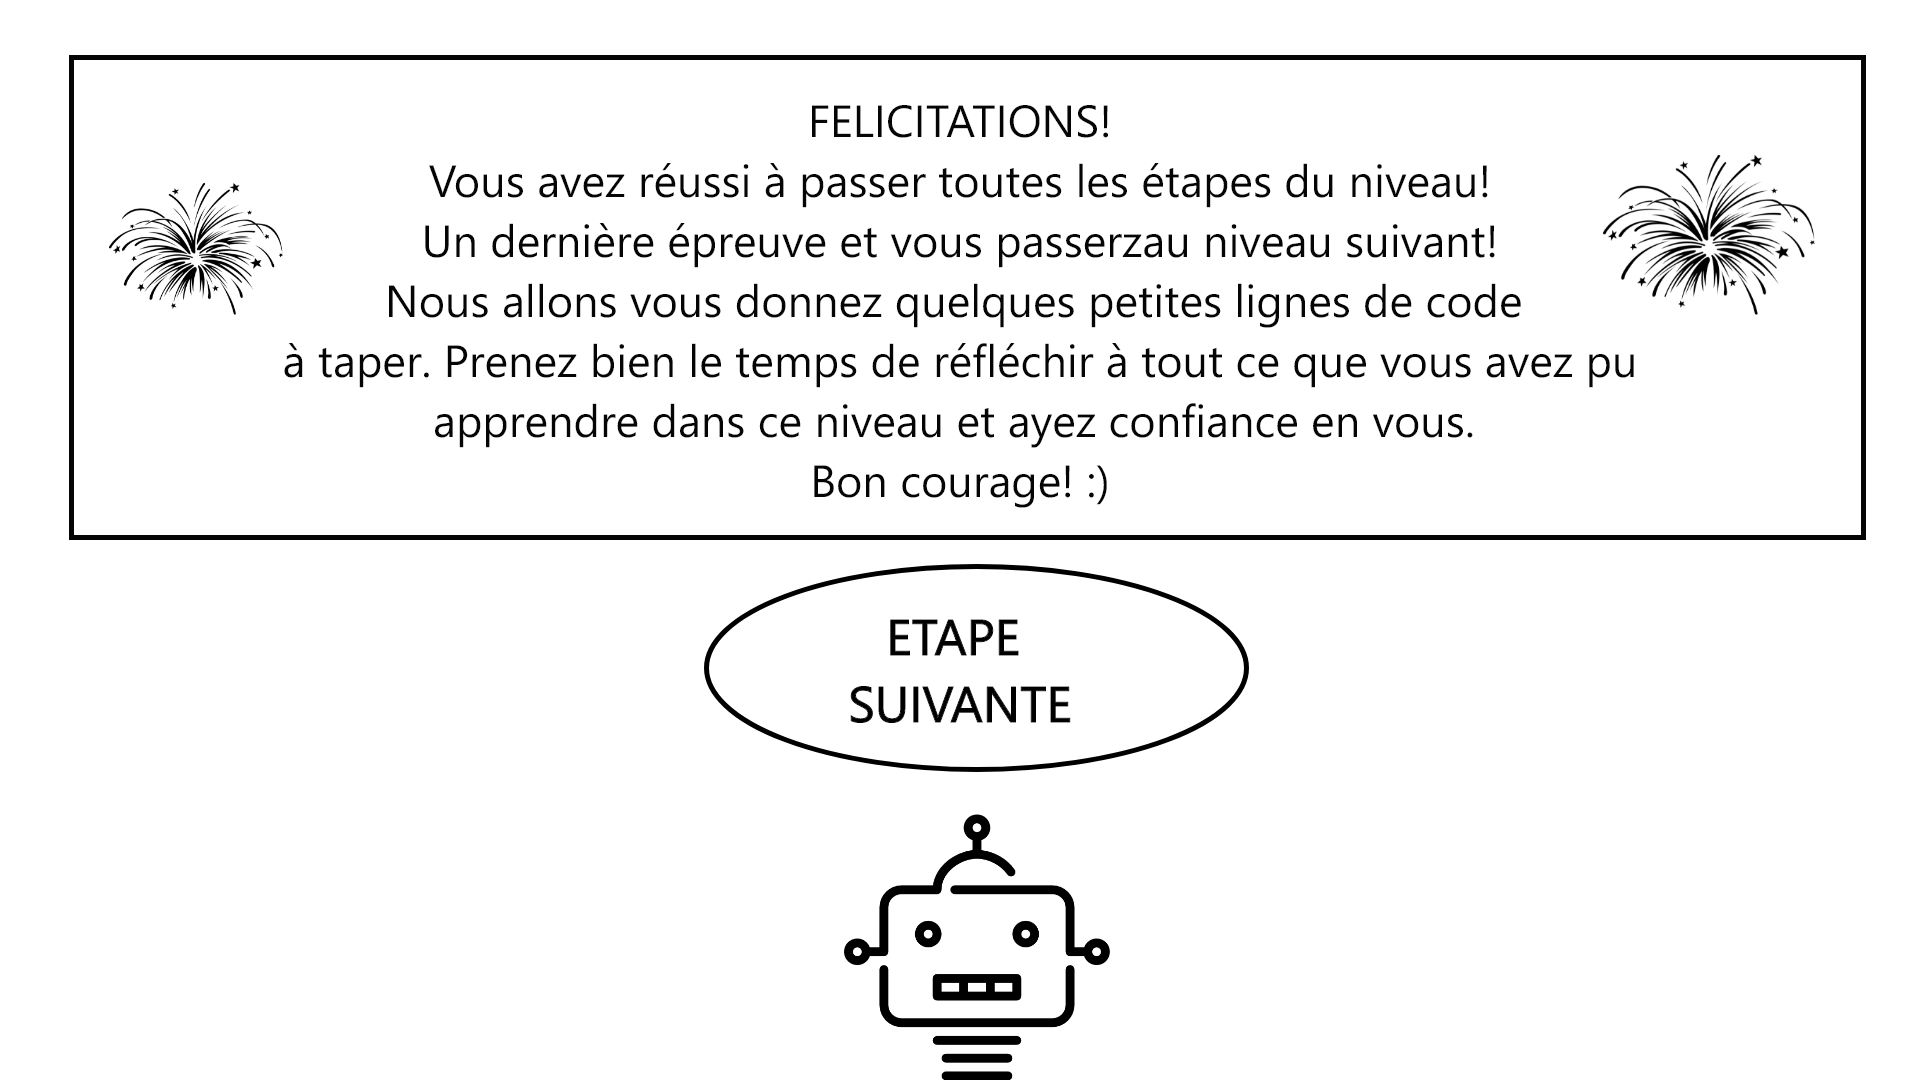 FELICITATIONS!
Vous avez réussi à passer toutes les étapes du niveau!
Un dernière épreuve et vous passerzau niveau suivant!
Nous allons vous donnez quelques petites lignes de code
à taper. Prenez bien le temps de réfléchir à tout ce que vous avez pu
apprendre dans ce niveau et ayez confiance en vous.
Bon courage! :)
ETAPE
SUIVANTE